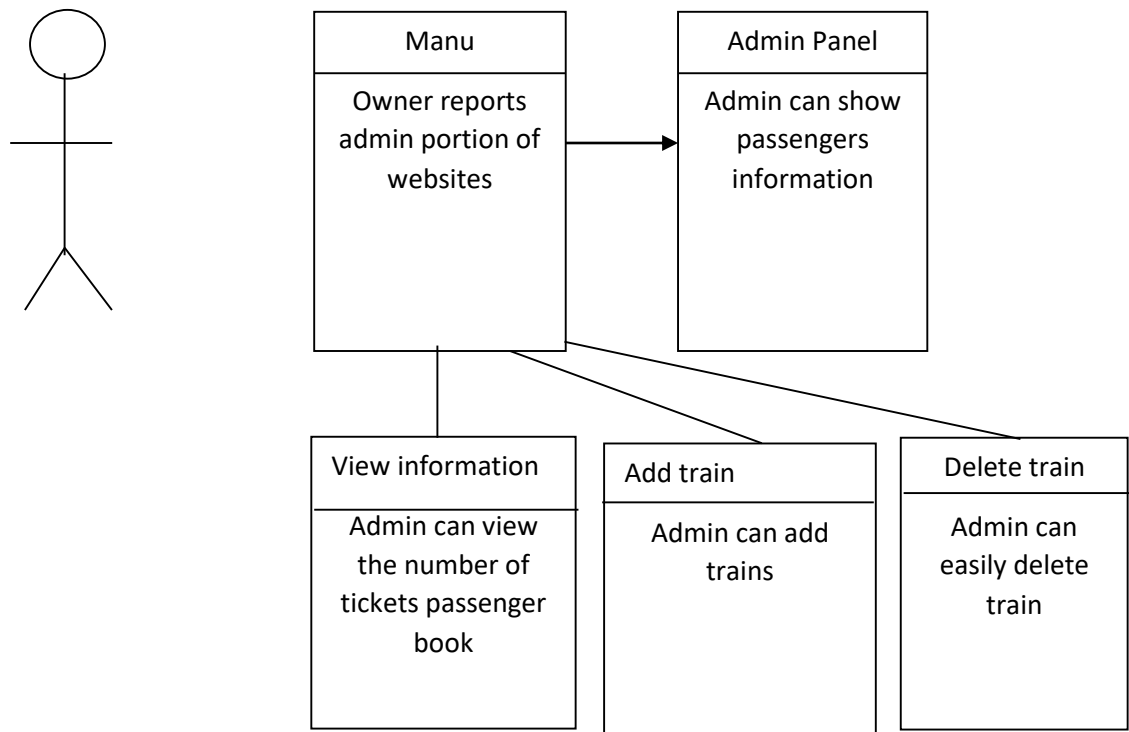 Manu
Owner reports
admin portion of
websites
Admin Panel
Admin can show
passengers
information
View information
Admin can view
the number of
tickets passenger
book
Add train
Admin can add
trains
Delete train
Admin can
easily delete
train